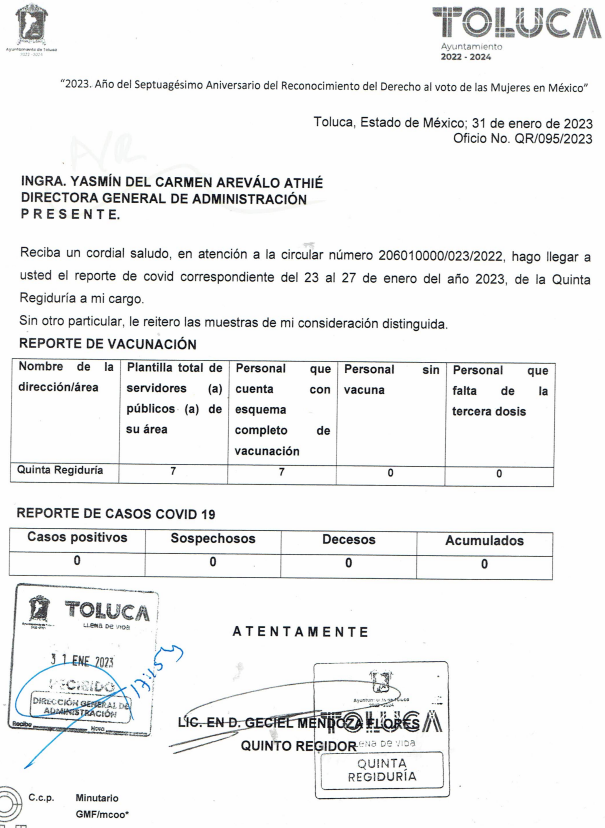 Ayuntamiento de Toluca
2022 - 2024
TOLUCA
Ayuntamiento
2022 - 2024
“2023. Año del Septuagésimo Aniversario del Reconocimiento del Derecho al voto de las Mujeres en México”
Toluca, Estado de México; 31 de enero de 2023
Oficio No. QR/095/2023
INGRA. YASMÍN DEL CARMEN AREVÁLO ATHIÉ
DIRECTORA GENERAL DE ADMINISTRACIÓN
P R E S E N T E.
Reciba un cordial saludo, en atención a la circular número 206010000/023/2022, hago llegar a
usted el reporte de covid correspondiente del 23 al 27 de enero del año 2023, de la Quinta
Regiduría a mi cargo.
Sin otro particular, le reitero las muestras de mi consideración distinguida.
REPORTE DE VACUNACIÓN
Nombre de la dirección/área Plantilla total de servidores (a) públicos (a) de su área Personal que cuenta con esquema completo de vacunación Personal sin vacuna Personal que falta de la tercera dosis
Quinta Regiduría 7 7 0 0
REPORTE DE CASOS COVID 19
Casos positivos Sospechosos Decesos Acumulados
0 0 0 0
TOLUCA
LLENA DE VIDA
3 1 ENE 2023
RECIBIDO
DIRECCIÓN GENERAL DE
ADMINISTRACIÓN
Recibe Hora
A T E N T A M E N T E
Ayuntamiento de Toluca
2022 - 2024
LIC. EN D. GECIEL MENDOZA FLORES
TOLUCA
QUINTO REGIDOR
LLENA DE VIDA
QUINTA
REGIDURÍA
C.c.p. Minutario
GMF/mcoo*